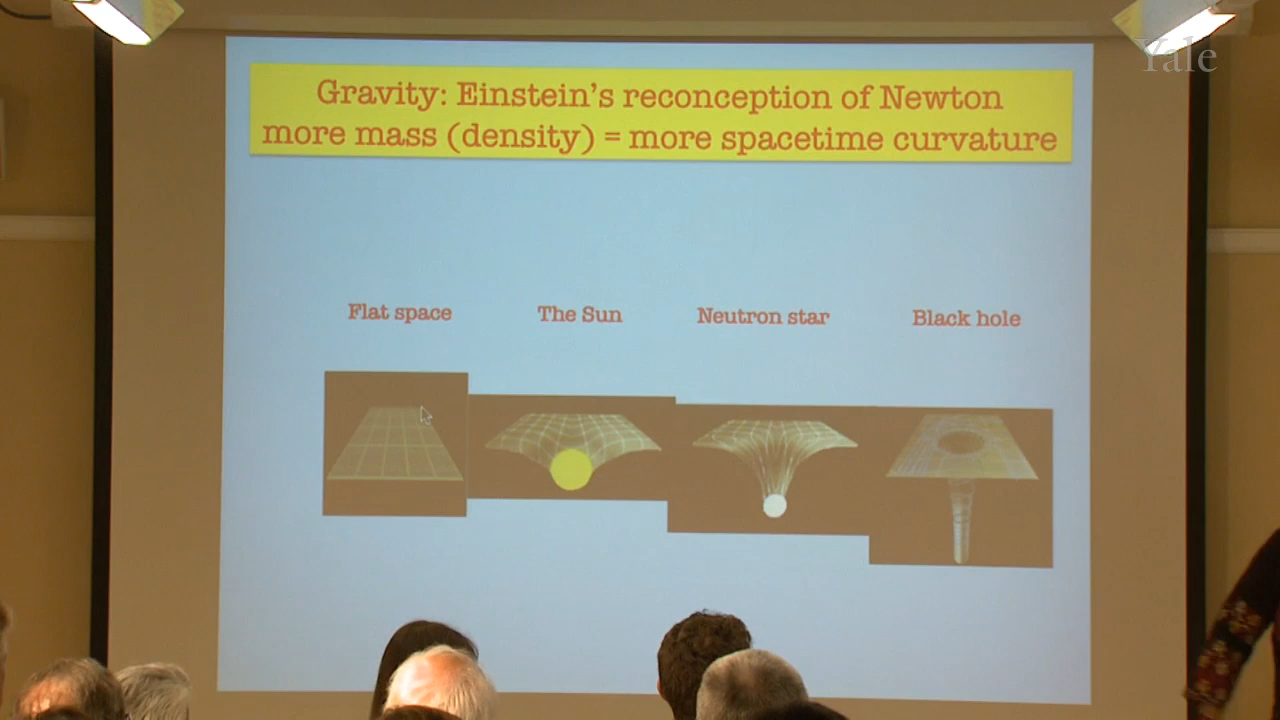 Yale
Gravity: Einstein's reconception of Newton
more mass (density) = more spacetime curvature
Flat space
The Sun
Neutron star
Black hole